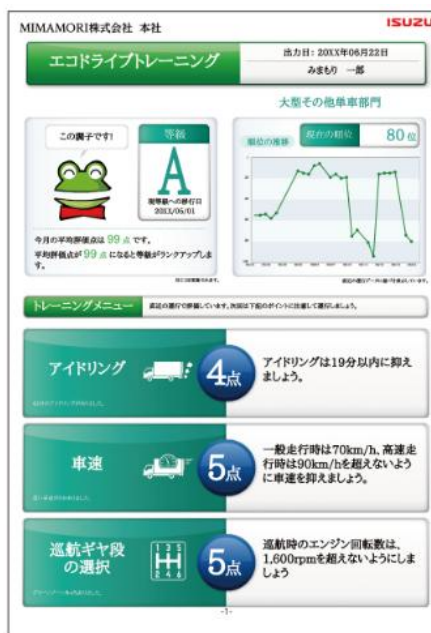 MIMAMORI株式会社 本社
ISUZU
エコドライブトレーニング
出力日: 20XX年06月22日
みまもり 一郎
大型その他単車部門
この調子です!
等級
A
現等級への移行日
2013/05/01
順位の推移
現在の順位
80位
今月の平均評価点は 99 点 です。
平均評価点が 99 点 になると等級がランクアップしま
す。
トレーニングメニュー
アイドリング
4点
アイドリングは19分以内に抑え
ましょう。
車速
5点
一般走行時は70km/h、高速走
行時は90km/hを超えないよう
に車速を抑えましょう。
巡航ギヤ段
の選択
5点
巡航時のエンジン回転数は、
1,600rpmを超えないようにしま
しょう
-1-